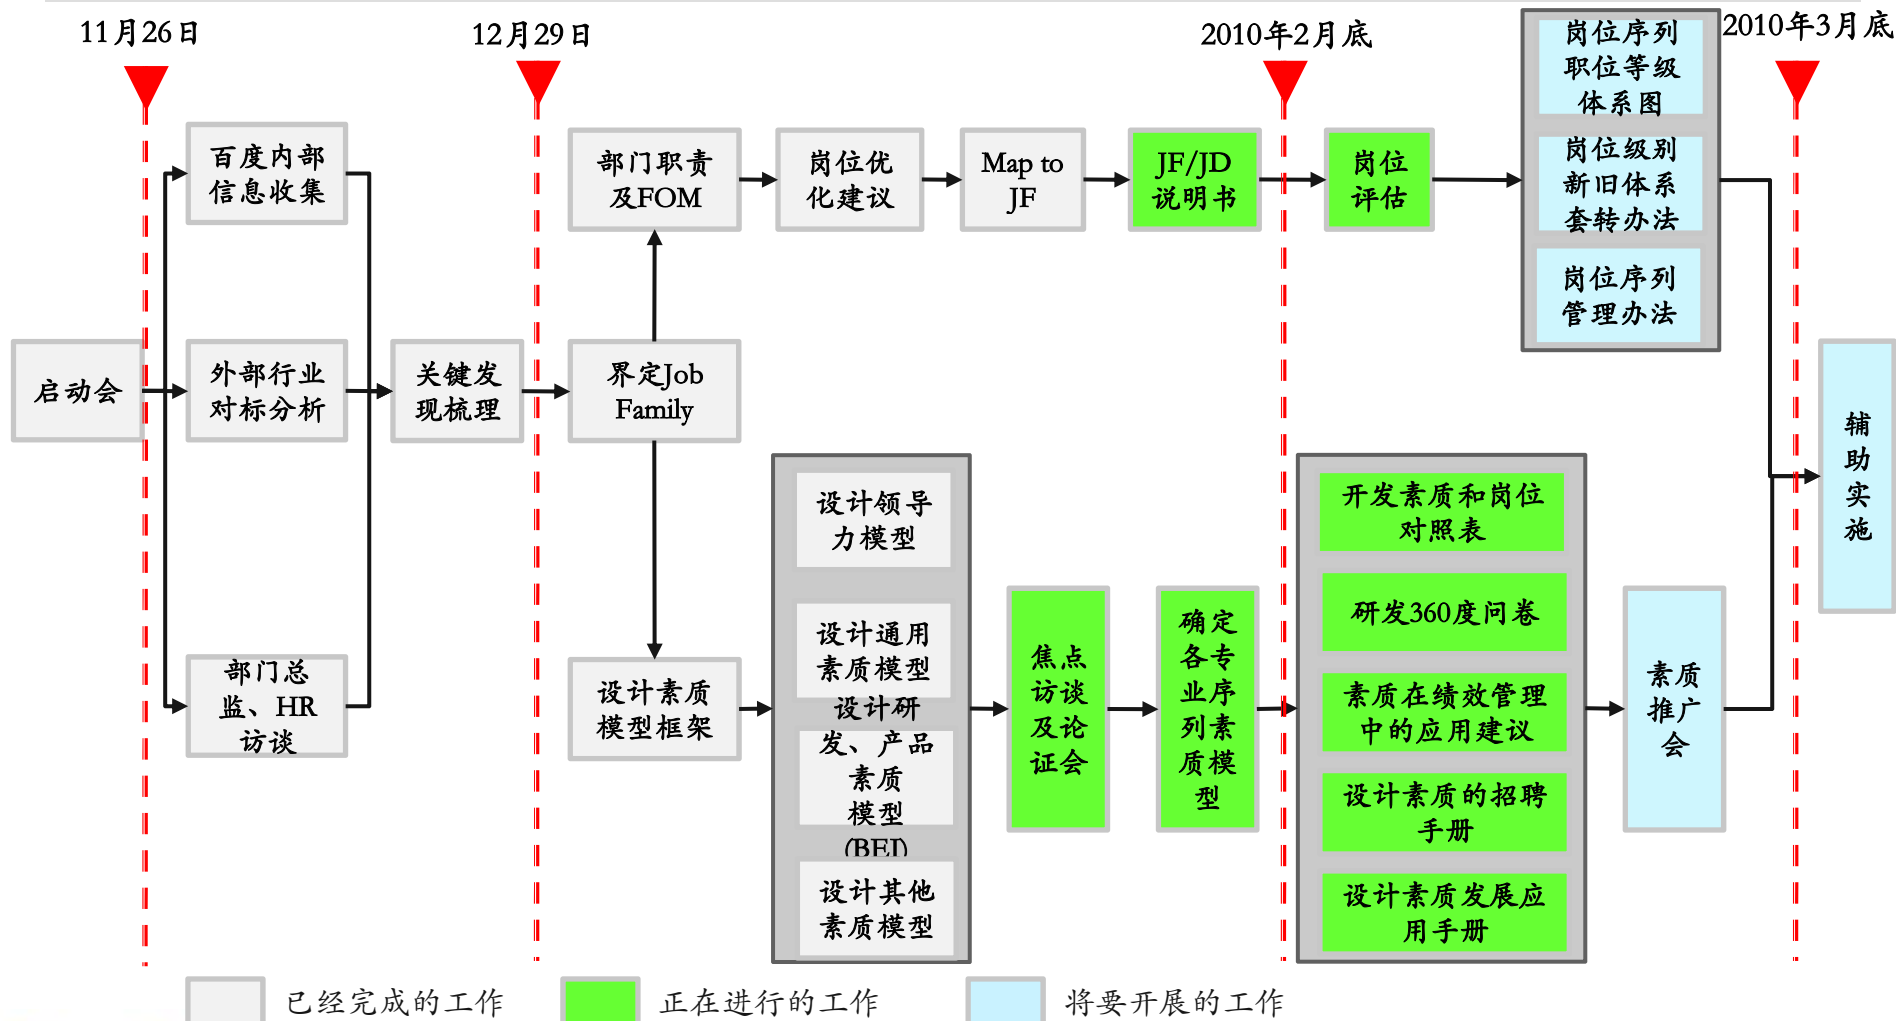 11月26日
12月29日
2010年2月底
2010年3月底
启动会
百度内部
信息收集
外部行业
对标分析
部门总
监、HR
访谈
关键发
现梳理
部门职责
及FOM
界定Job
Family
设计素质
模型框架
岗位优
化建议
Map to
JF
JF/JD
说明书
岗位
评估
岗位序列
职位等级
体系图
岗位级别
新旧体系
套转办法
岗位序列
管理办法
设计领导
力模型
设计通用
素质模型
设计研
发、产品
素质
模型
(BEI)
设计其他
素质模型
焦点
访谈
及论
证会
确定
各专
业序
列素
质模
型
开发素质和岗位
对照表
研发360度问卷
素质在绩效管理
中的应用建议
设计素质的招聘
手册
设计素质发展应
用手册
素质
推广
会
辅
助
实
施
已经完成的工作
正在进行的工作
将要开展的工作